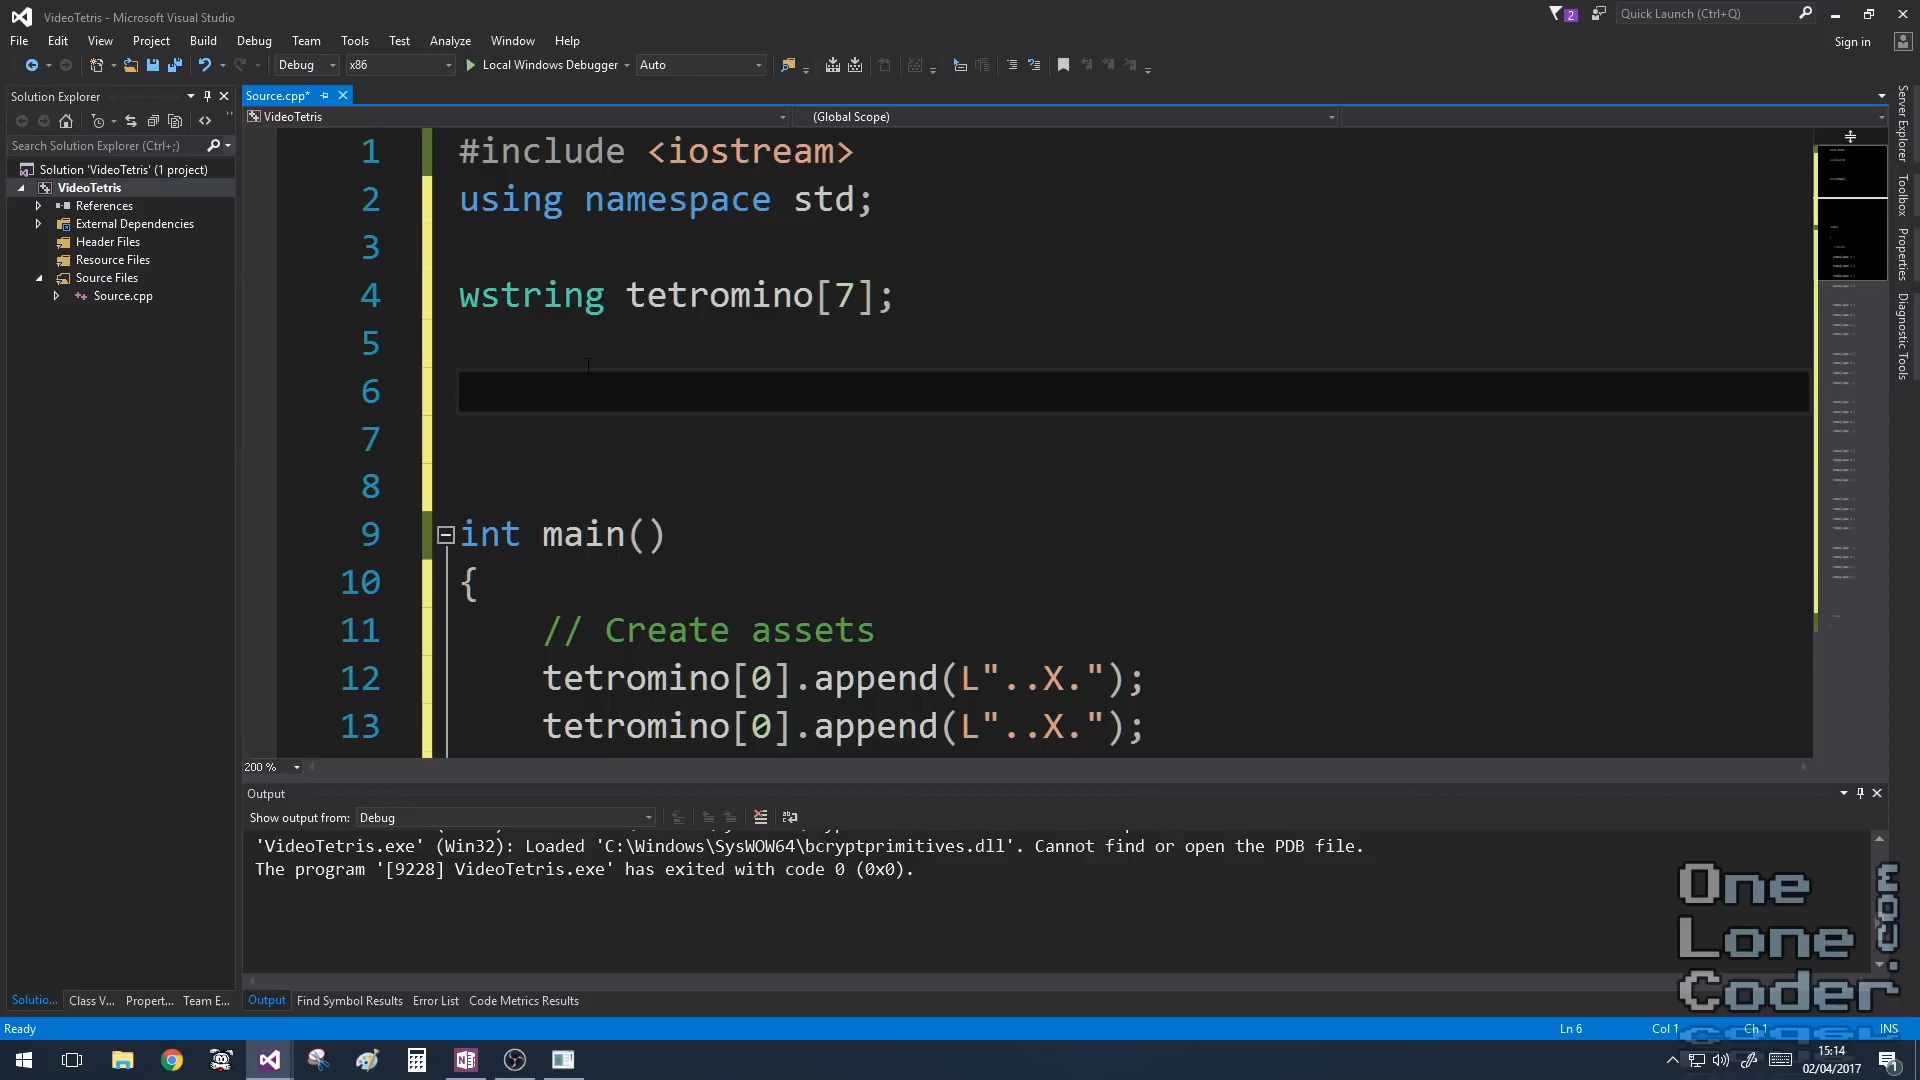 VideoTetris - Microsoft Visual Studio
2
Quick Launch (Ctrl+Q)
File Edit View Project Build Debug Team Tools Test Analyze Window Help
Sign in
Debug x86 Local Windows Debugger Auto
Solution Explorer
Search Solution Explorer (Ctrl+;)
Solution 'VideoTetris' (1 project)
VideoTetris
References
External Dependencies
Header Files
Resource Files
Source Files
Source.cpp
Source.cpp*
VideoTetris (Global Scope)
1 #include <iostream>
2 using namespace std;
3
4 wstring tetromino[7];
5
6
7
8
9 int main()
10 {
11 // Create assets
12 tetromino[0].append(L"..X.");
13 tetromino[0].append(L"..X.");
200 %
Server Explorer
Toolbox
Properties
Diagnostic Tools
Output
Show output from: Debug
'VideoTetris.exe' (Win32): Loaded 'C:\Windows\SysWOW64\bcryptprimitives.dll'. Cannot find or open the PDB file.
The program '[9228] VideoTetris.exe' has exited with code 0 (0x0).
Solutio... Class V... Propert... Team E...
Output Find Symbol Results Error List Code Metrics Results
One
Lone
Coder
.com
Ready Ln 6 Col 1 Ch 1 INS
15:14
02/04/2017
1